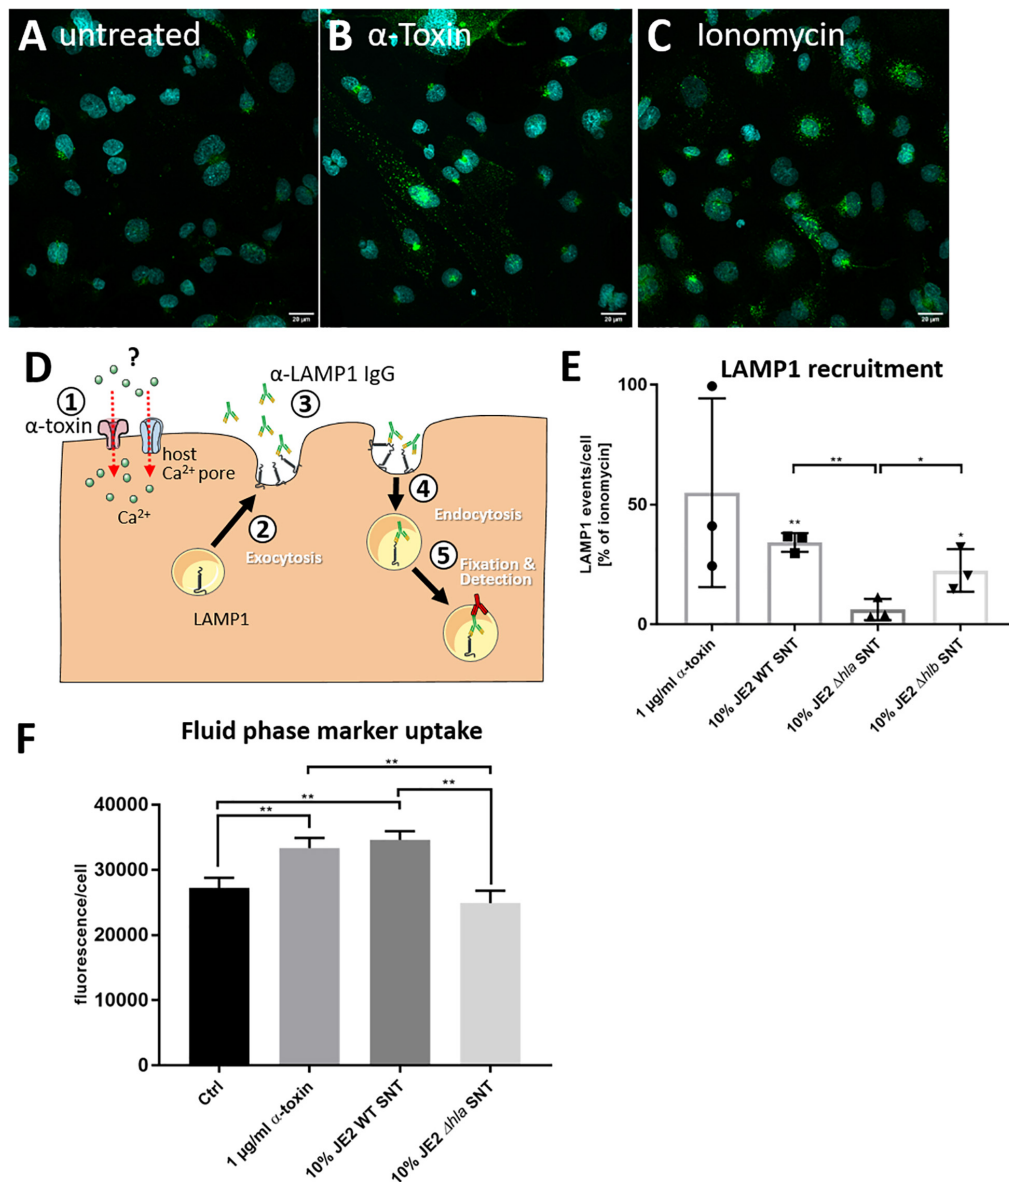 A untreated
B α-Toxin
C Ionomycin
20 µm
20 µm
20 µm
D
?
1
α-toxin
host
Ca2+ pore
Ca2+
2
Exocytosis
LAMP1
α-LAMP1 IgG
3
4
Endocytosis
5
Fixation &
Detection
E
LAMP1 recruitment
LAMP1 events/cell
[% of ionomycin]
100
50
0
**
*
**
*
1 µg/ml α-toxin
10% JE2 WT SNT
10% JE2 Δhla SNT
10% JE2 Δhlb SNT
F
Fluid phase marker uptake
fluorescence/cell
40000
30000
20000
10000
0
**
**
**
**
Ctrl
1 µg/ml α-toxin
10% JE2 WT SNT
10% JE2 Δhla SNT